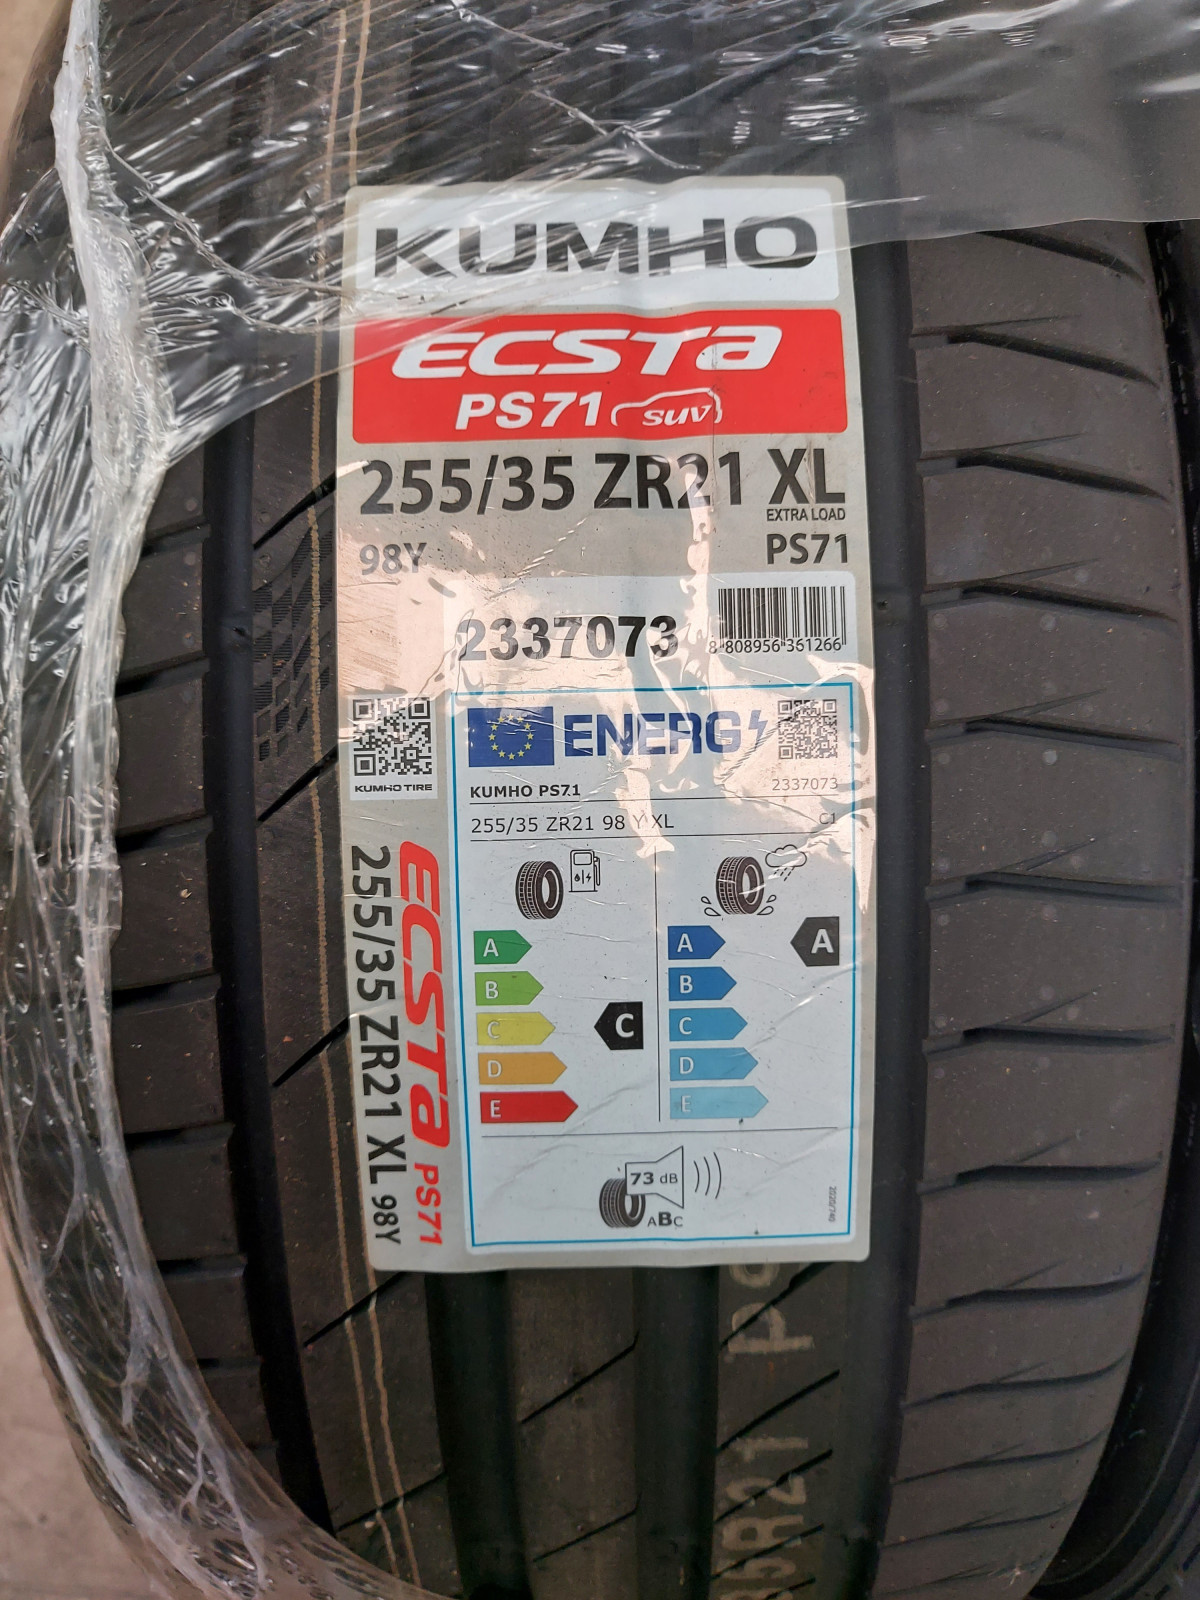 KUMHO
ECSTA
PS71 SUV
255/35 ZR21 XL
EXTRA LOAD
98Y
PS71
2337073
8 808956 361266
ENERG
KUMHO TIRE
KUMHO PS71
2337073
255/35 ZR21 98 Y XL
C1
A
B
C
D
E
C
A
B
C
D
E
A
73 dB
ABC
2020/740
ECSTA PS71
255/35 ZR21 XL 98Y